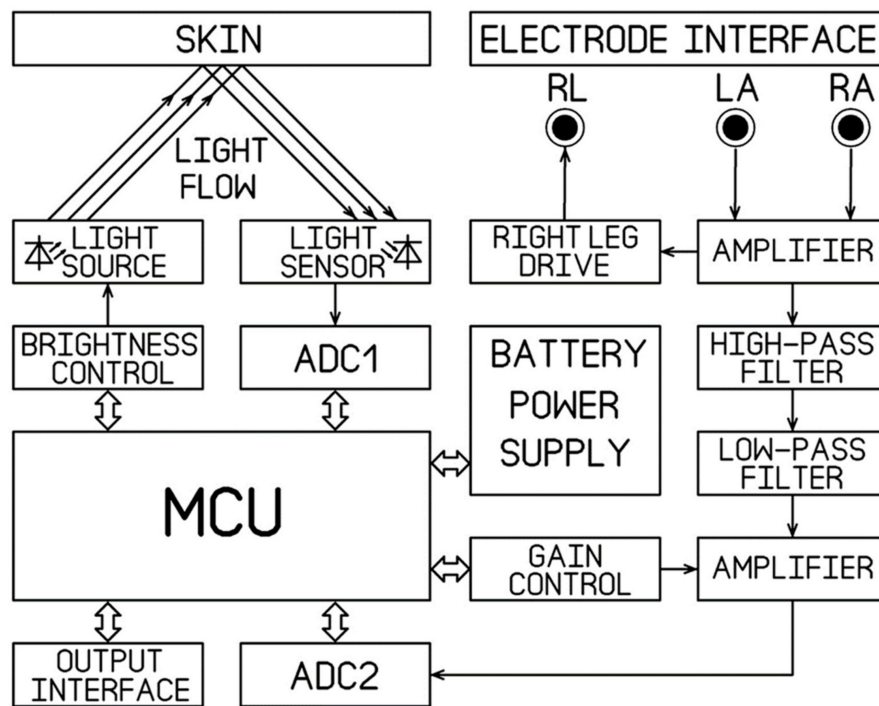 SKIN
ELECTRODE INTERFACE
RL
LA
RA
LIGHT
FLOW
LIGHT
SOURCE
LIGHT
SENSOR
RIGHT LEG
DRIVE
AMPLIFIER
BRIGHTNESS
CONTROL
ADC1
BATTERY
POWER
SUPPLY
HIGH-PASS
FILTER
LOW-PASS
FILTER
MCU
GAIN
CONTROL
AMPLIFIER
OUTPUT
INTERFACE
ADC2